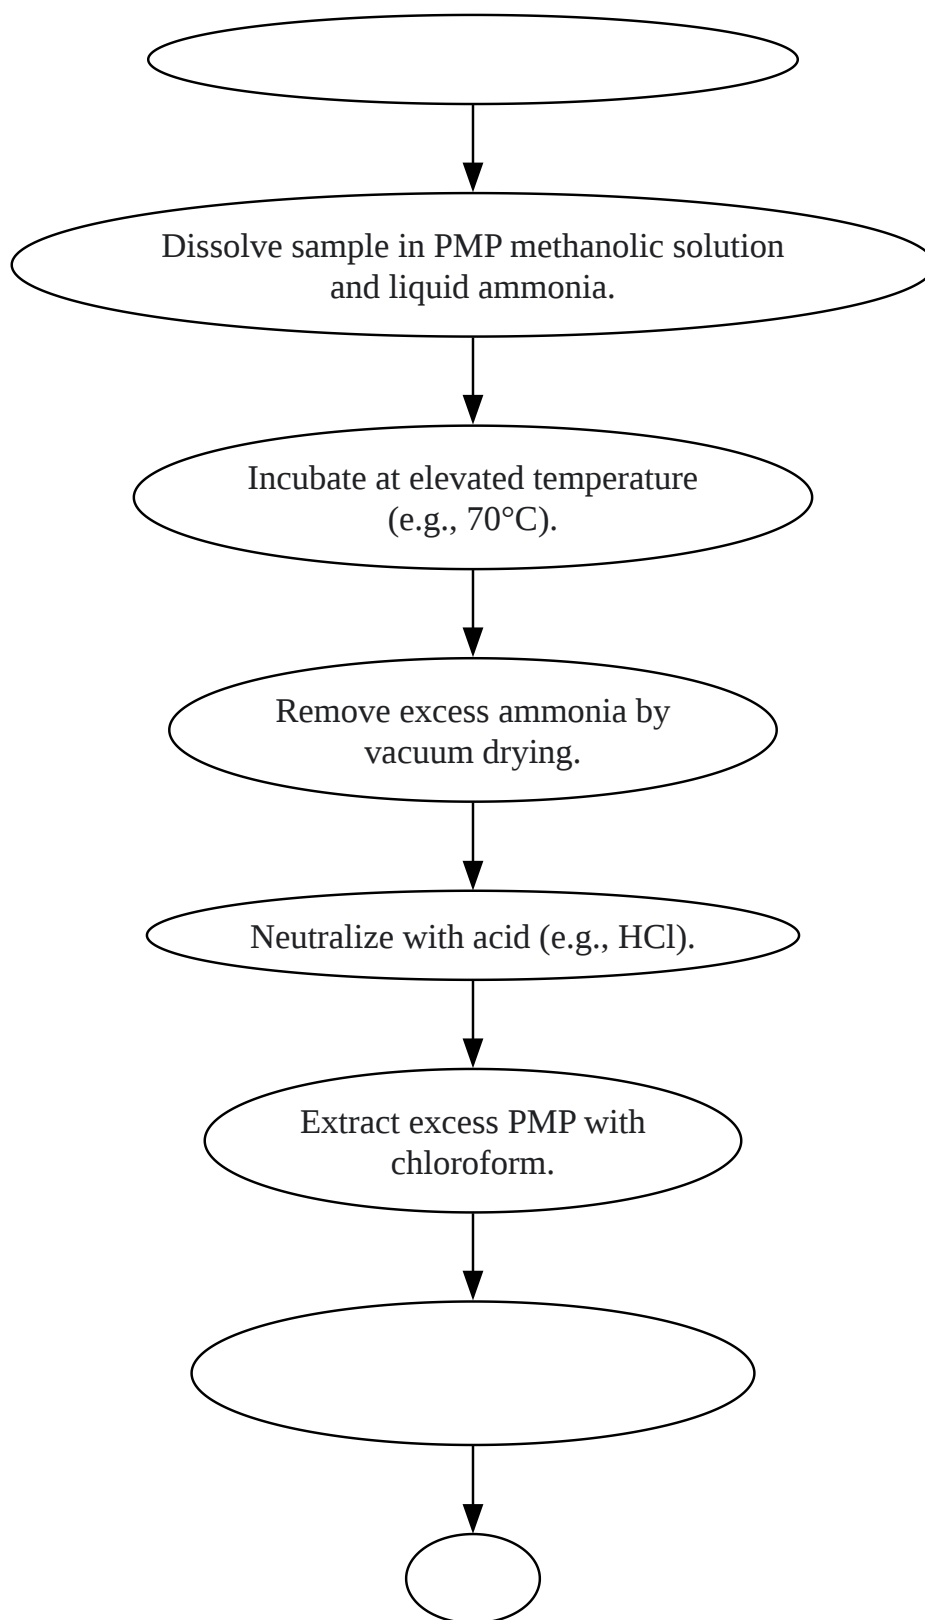 Dissolve sample in PMP methanolic solution
and liquid ammonia.
Incubate at elevated temperature
(e.g., 70°C).
Remove excess ammonia by
vacuum drying.
Neutralize with acid (e.g., HCl).
Extract excess PMP with
chloroform.